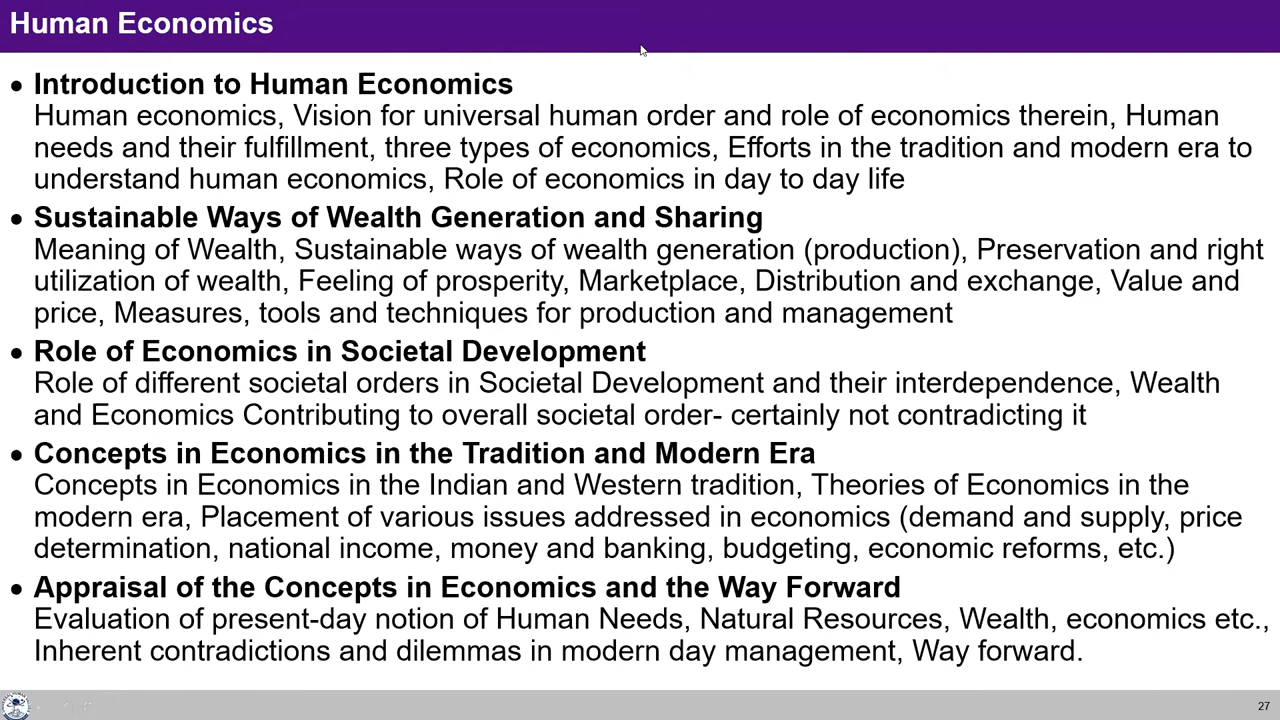 Human Economics
• Introduction to Human Economics
Human economics, Vision for universal human order and role of economics therein, Human
needs and their fulfillment, three types of economics, Efforts in the tradition and modern era to
understand human economics, Role of economics in day to day life
• Sustainable Ways of Wealth Generation and Sharing
Meaning of Wealth, Sustainable ways of wealth generation (production), Preservation and right
utilization of wealth, Feeling of prosperity, Marketplace, Distribution and exchange, Value and
price, Measures, tools and techniques for production and management
• Role of Economics in Societal Development
Role of different societal orders in Societal Development and their interdependence, Wealth
and Economics Contributing to overall societal order- certainly not contradicting it
• Concepts in Economics in the Tradition and Modern Era
Concepts in Economics in the Indian and Western tradition, Theories of Economics in the
modern era, Placement of various issues addressed in economics (demand and supply, price
determination, national income, money and banking, budgeting, economic reforms, etc.)
• Appraisal of the Concepts in Economics and the Way Forward
Evaluation of present-day notion of Human Needs, Natural Resources, Wealth, economics etc.,
Inherent contradictions and dilemmas in modern day management, Way forward.
27